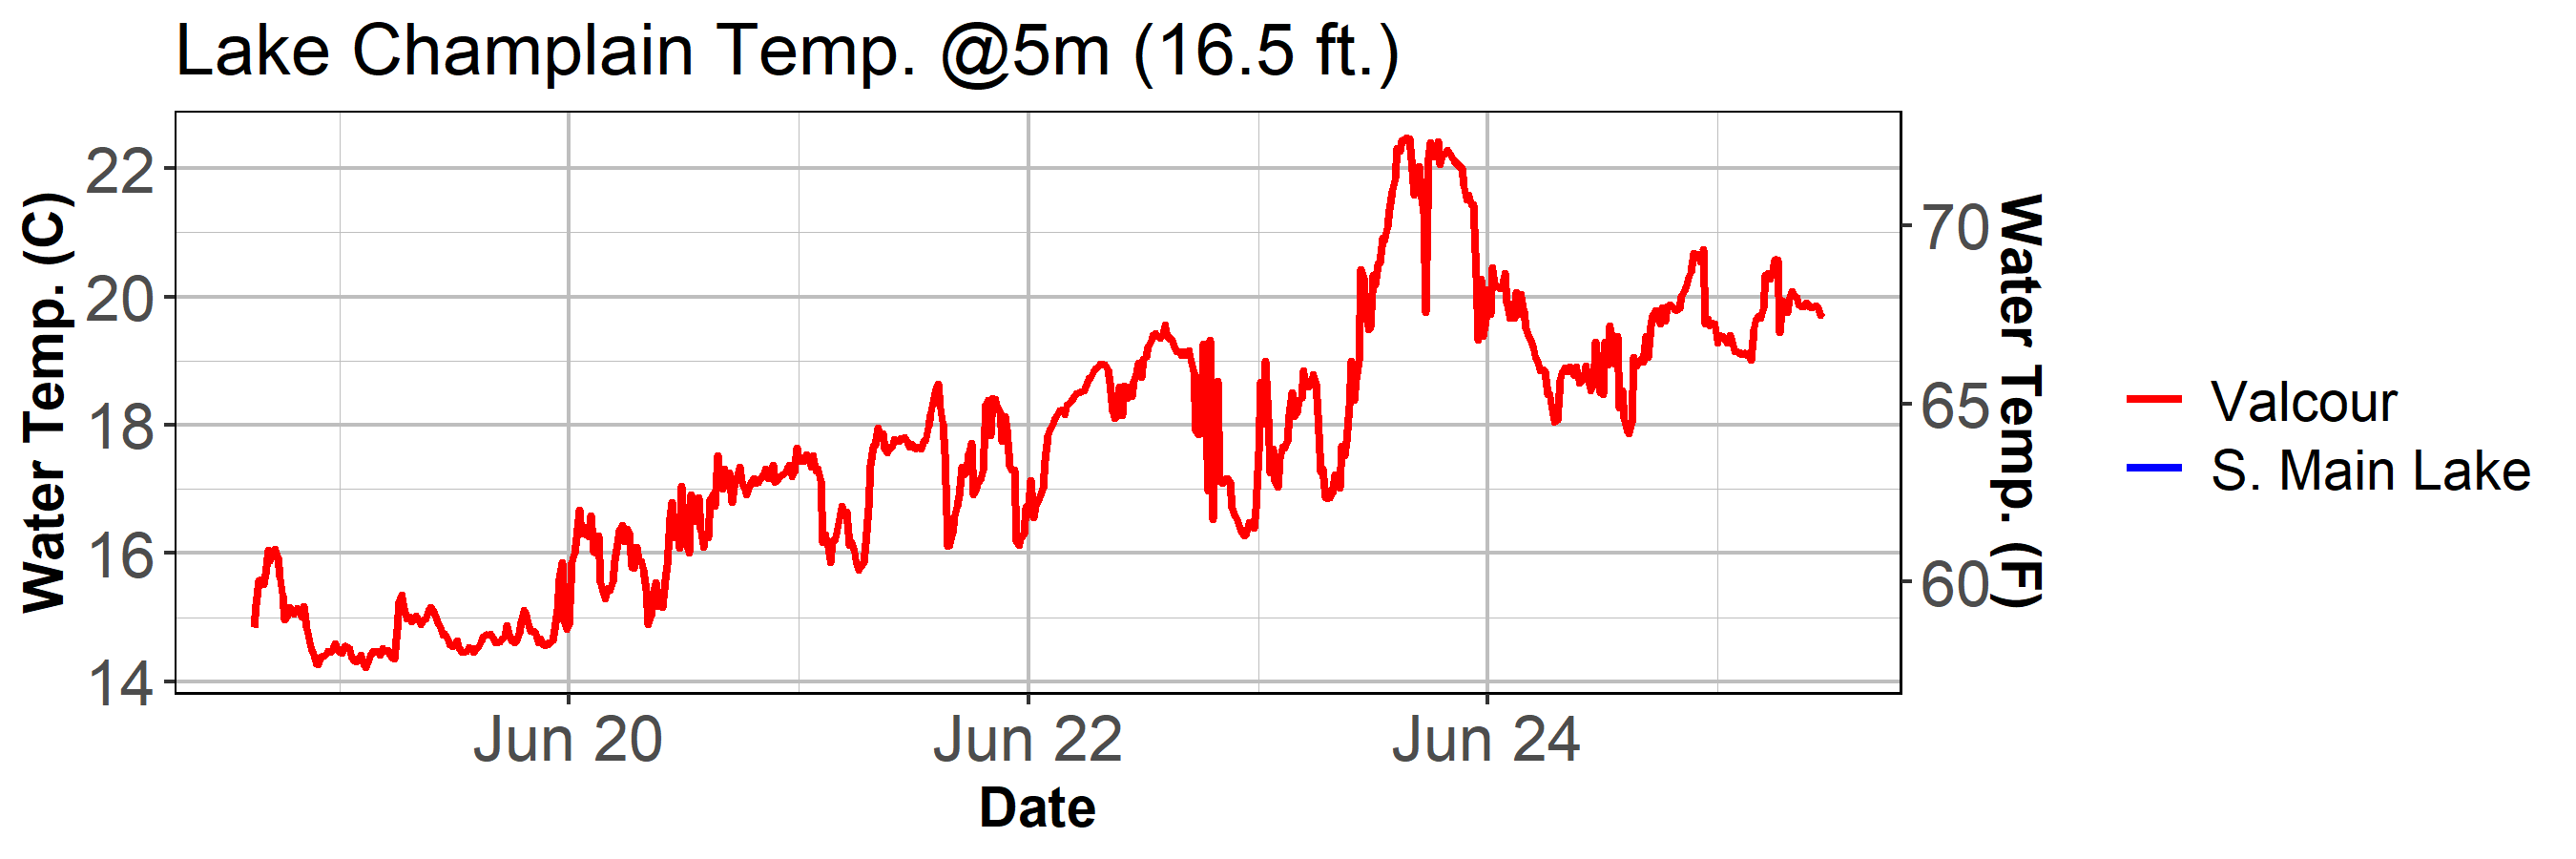 Lake Champlain Temp. @5m (16.5 ft.)
Water Temp. (C)
22
20
18
16
14
70
65
60
Water Temp. (F)
Jun 20
Jun 22
Jun 24
Date
Valcour
S. Main Lake